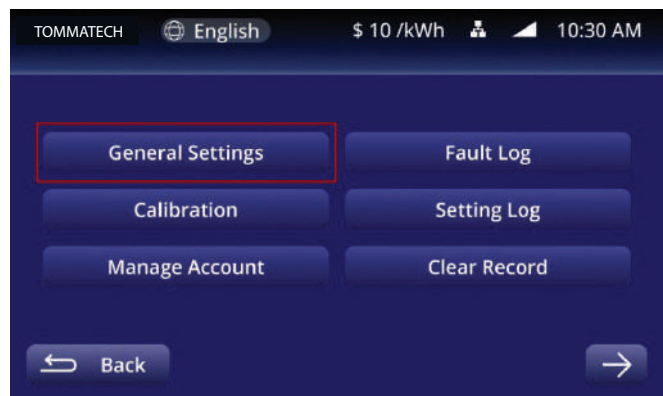 TOMMATECH English $ 10 /kWh 10:30 AM
General Settings Fault Log
Calibration Setting Log
Manage Account Clear Record
Back